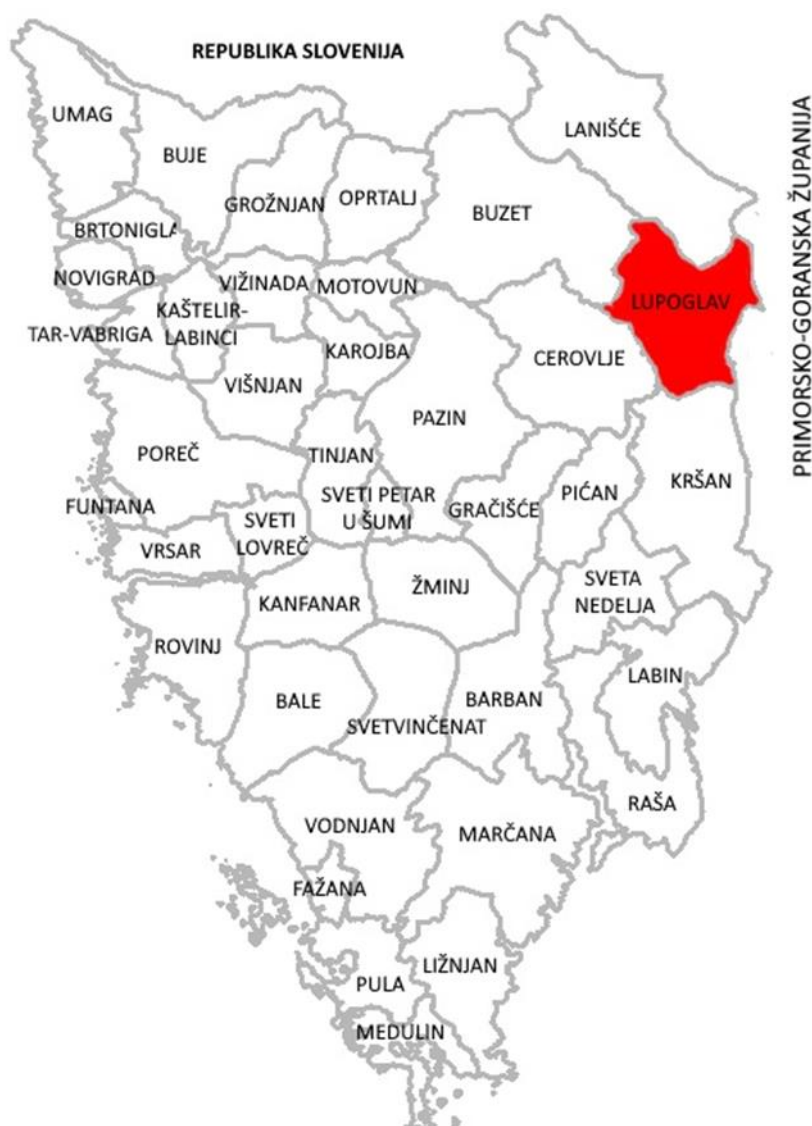 REPUBLIKA SLOVENIJA
PRIMORSKO-GORANSKA ŽUPANIJA
UMAG
BUJE
LANIŠĆE
GROŽNJAN
OPRTALJ
BUZET
BRTONIGLA
NOVIGRAD
VIŽINADA
MOTOVUN
LUPOGLAV
TAR-VABRIGA
KAŠTELIR-
LABINCI
KAROJBA
CEROVLJE
VIŠNJAN
PAZIN
POREČ
TINJAN
KRŠAN
FUNTANA
SVETI PETAR
U ŠUMI
GRAČIŠĆE
PIĆAN
VRSAR
SVETI
LOVREČ
KANFANAR
ŽMINJ
SVETA
NEDELJA
ROVINJ
LABIN
BALE
SVETVINČENAT
BARBAN
RAŠA
VODNJAN
MARČANA
FAŽANA
LIŽNJAN
PULA
MEDULIN